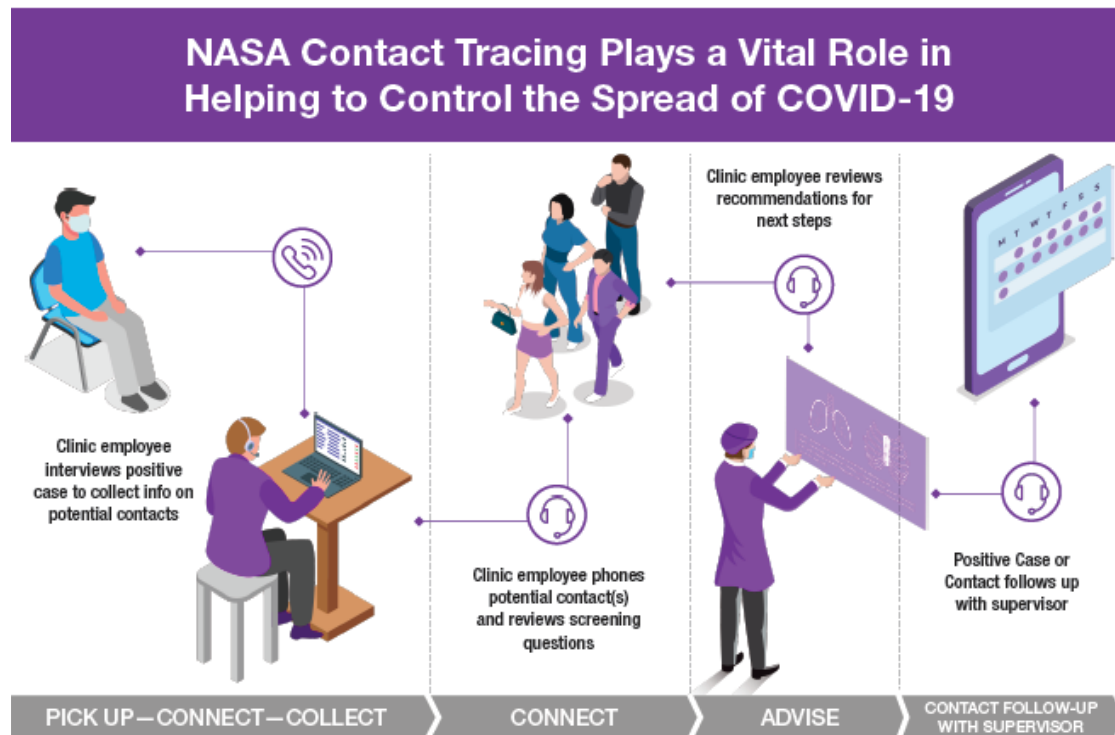 NASA Contact Tracing Plays a Vital Role in
Helping to Control the Spread of COVID-19
Clinic employee
interviews positive
case to collect info on
potential contacts
Clinic employee phones
potential contact(s)
and reviews screening
questions
Clinic employee reviews
recommendations for
next steps
M T W T F S S
Positive Case or
Contact follows up
with supervisor
PICK UP—CONNECT—COLLECT
CONNECT
ADVISE
CONTACT FOLLOW-UP
WITH SUPERVISOR